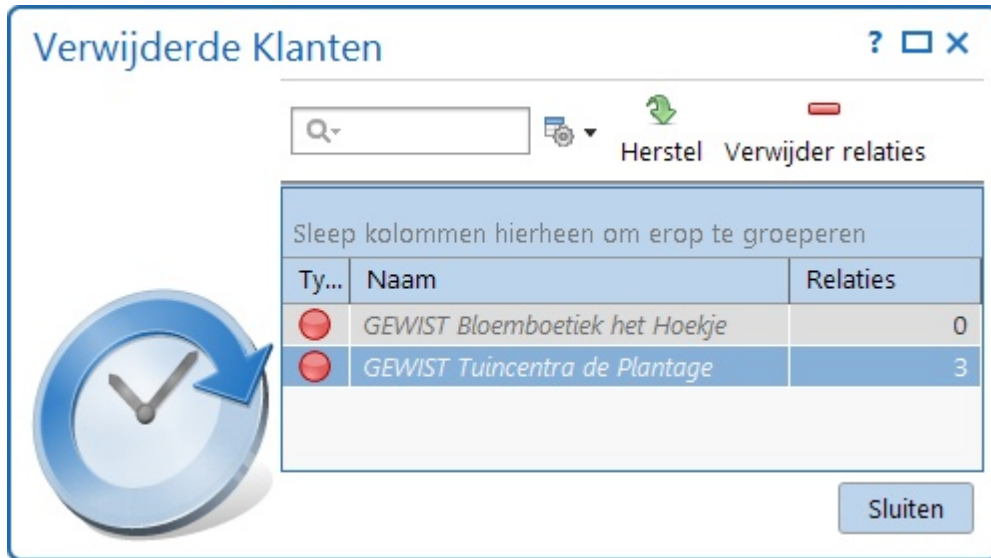 Verwijderde Klanten ?
Herstel Verwijder relaties
Sleep kolommen hierheen om erop te groeperen
Ty... Naam Relaties
GEWIST Bloemboetiek het Hoekje 0
GEWIST Tuincentra de Plantage 3
Sluiten